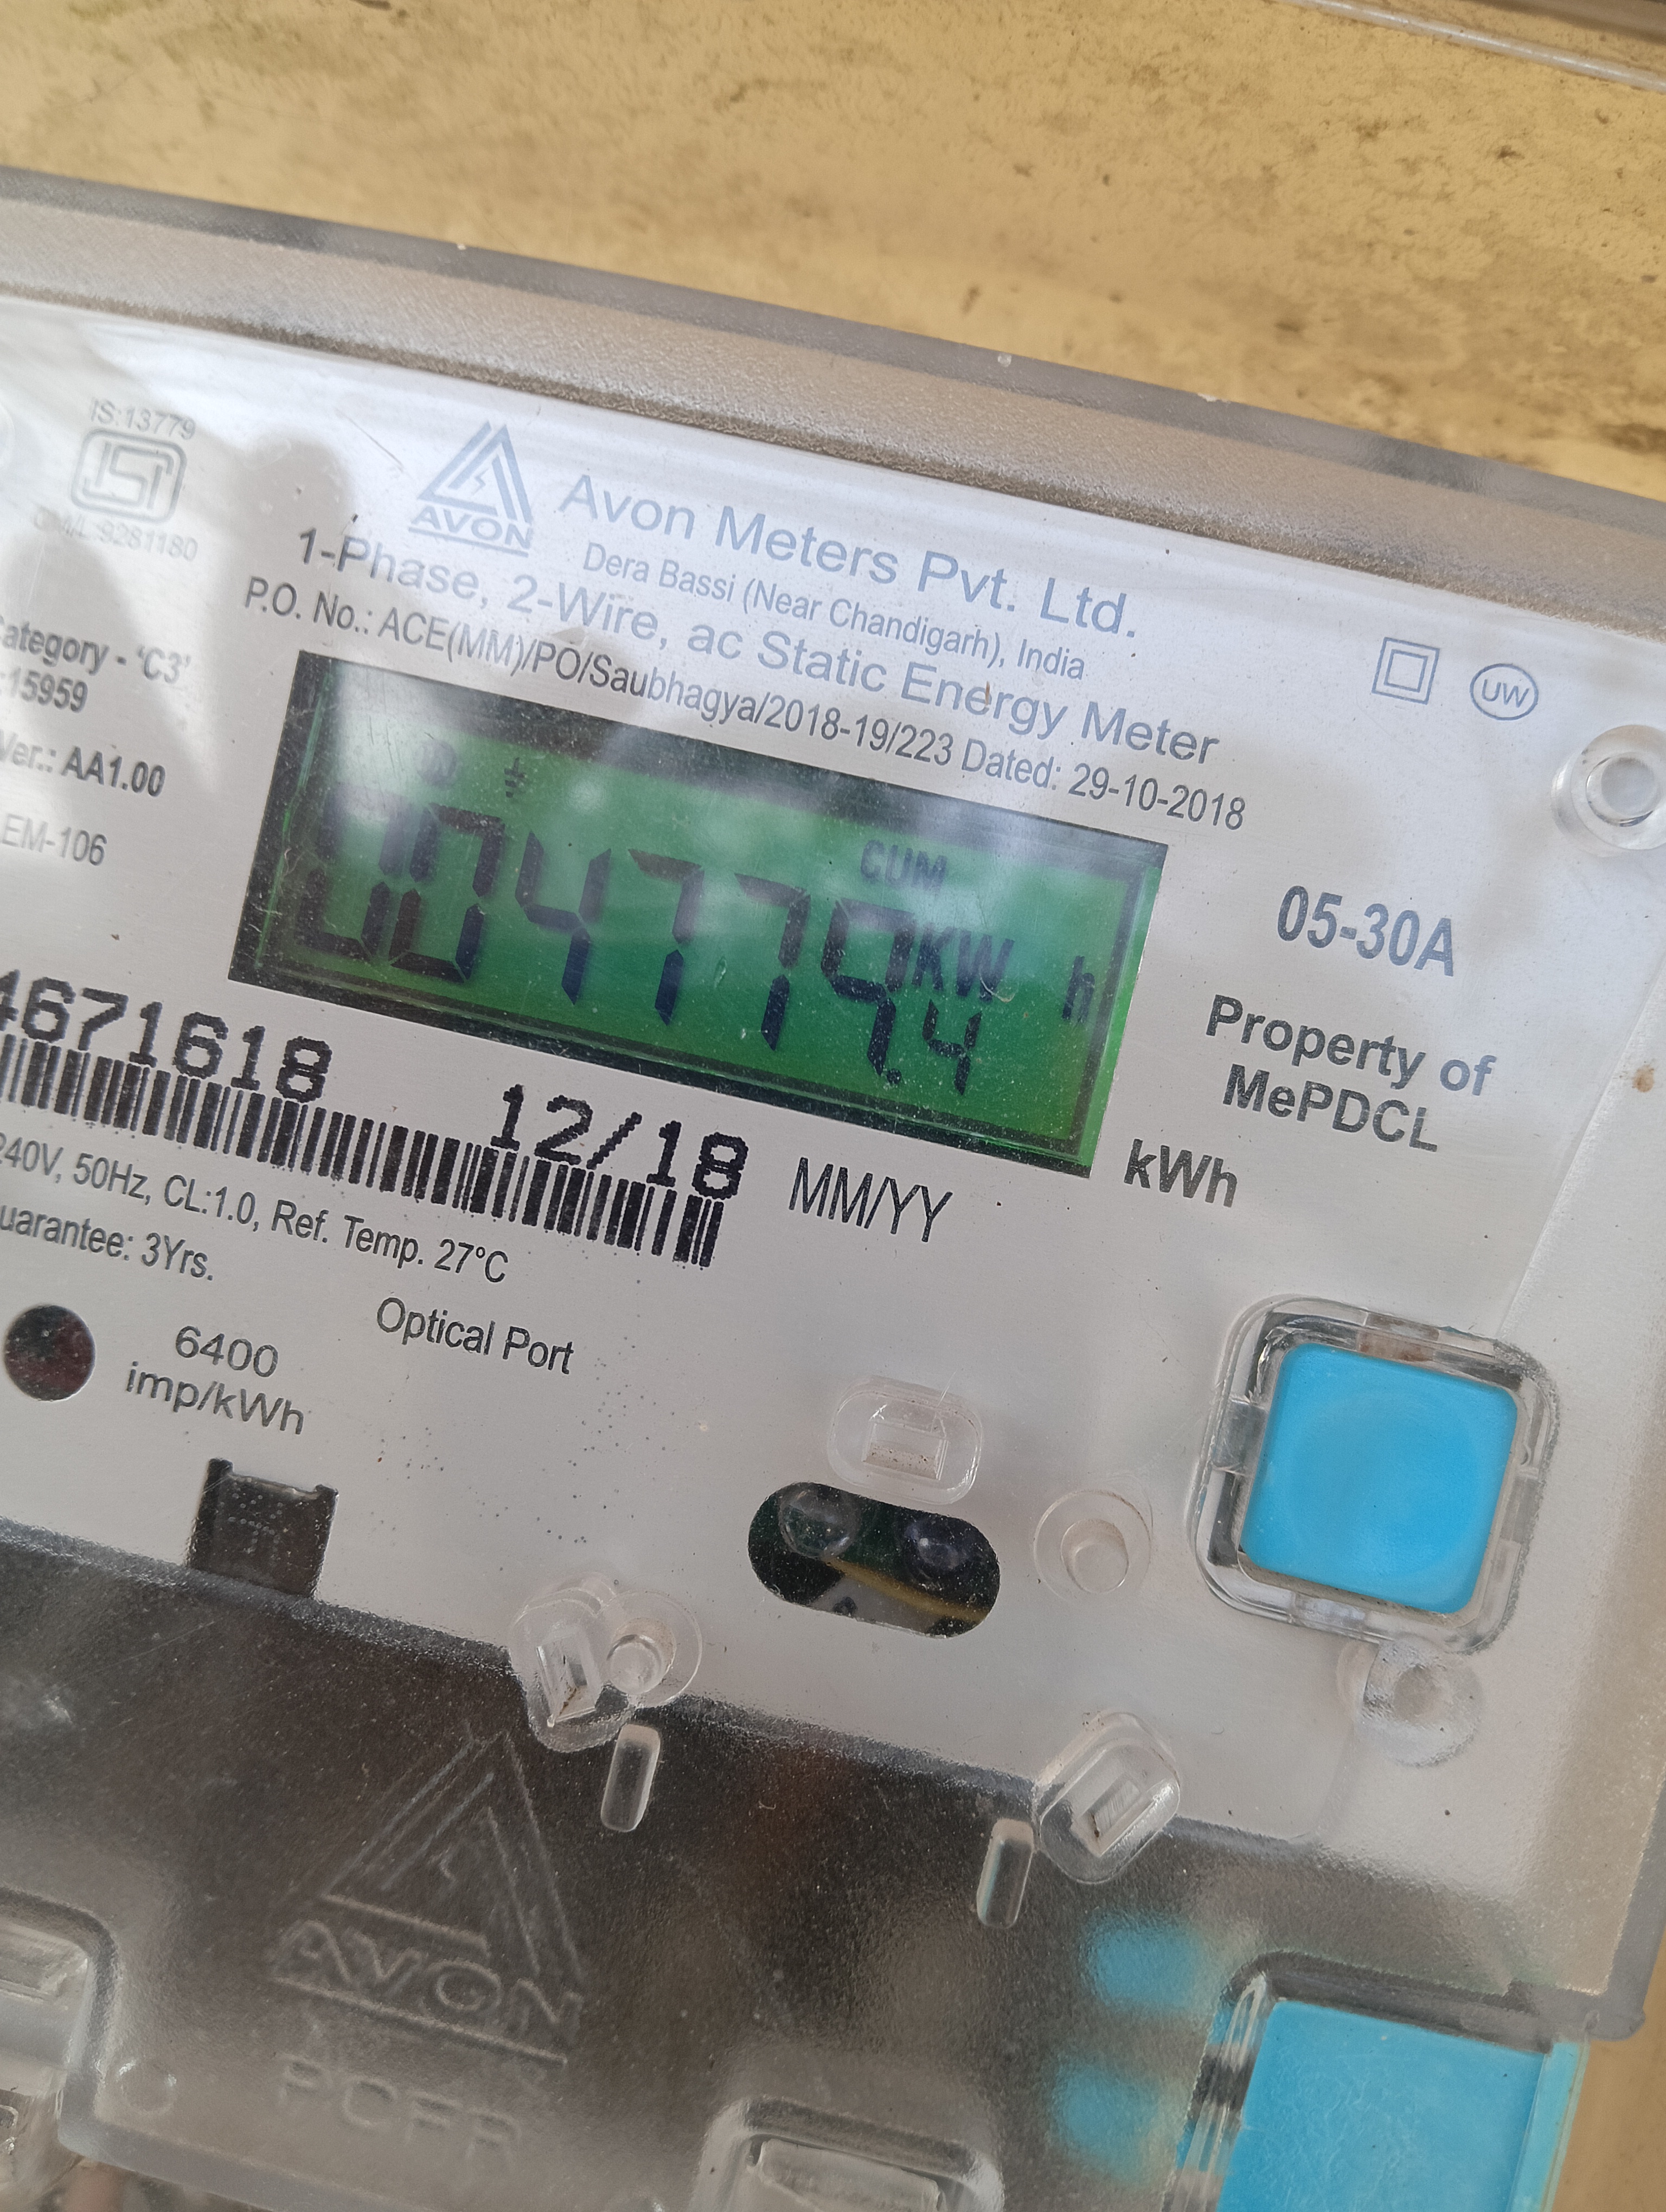 IS:13779
CM/L-9281180
AVON
Avon Meters Pvt. Ltd.
Dera Bassi (Near Chandigarh), India
1-Phase, 2-Wire, ac Static Energy Meter
P.O. No.: ACE(MM)/PO/Saubhagya/2018-19/223 Dated: 29-10-2018
UW
Category - 'C3'
:15959
Ver.: AA1.00
EM-106
CUM
004779.4
KW h
05-30A
Property of
MePDCL
kWh
4671618
12/18
MM/YY
240V, 50Hz, CL:1.0, Ref. Temp. 27°C
Guarantee: 3Yrs.
6400
imp/kWh
Optical Port
AVON